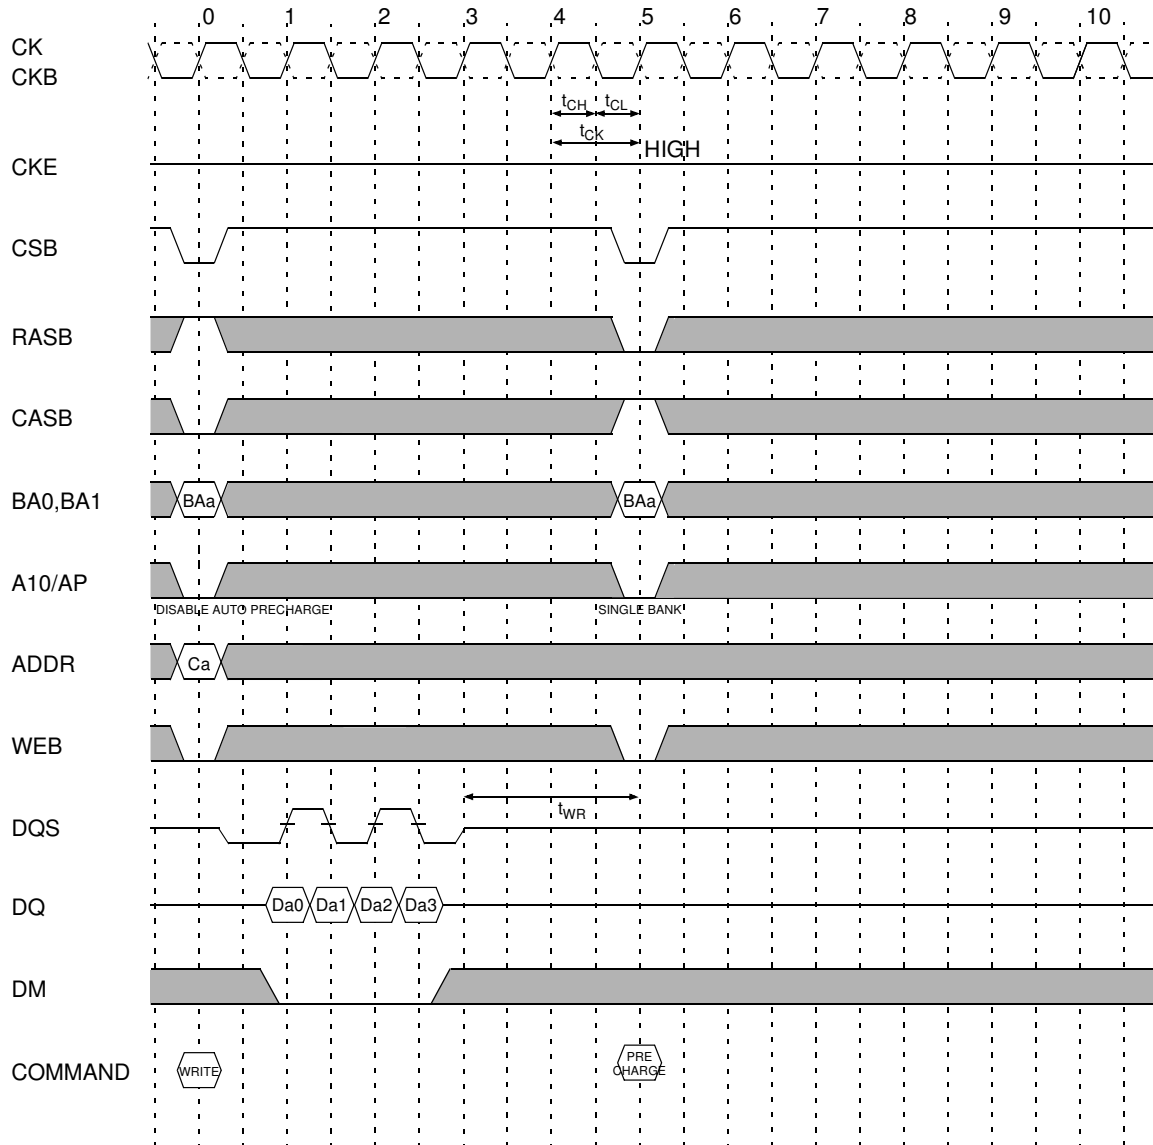 0 1 2 3 4 5 6 7 8 9 10
CK
CKB
tCH tCL
tCK
HIGH
CKE
CSB
RASB
CASB
BA0,BA1 BAa BAa
A10/AP
DISABLE AUTO PRECHARGE SINGLE BANK
ADDR Ca
WEB
tWR
DQS
DQ Da0 Da1 Da2 Da3
DM
COMMAND WRITE PRE
CHARGE